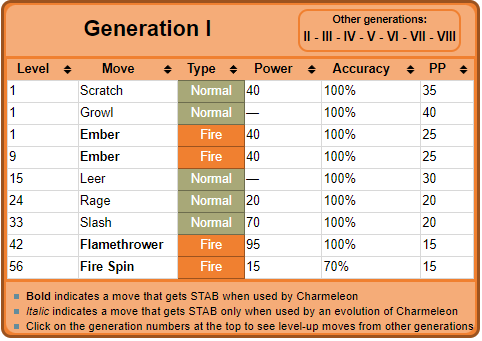 Generation I
Other generations:
II - III - IV - V - VI - VII - VIII
Level Move Type Power Accuracy PP
1 Scratch Normal 40 100% 35
1 Growl Normal — 100% 40
1 Ember Fire 40 100% 25
9 Ember Fire 40 100% 25
15 Leer Normal — 100% 30
24 Rage Normal 20 100% 20
33 Slash Normal 70 100% 20
42 Flamethrower Fire 95 100% 15
56 Fire Spin Fire 15 70% 15
Bold indicates a move that gets STAB when used by Charmeleon
Italic indicates a move that gets STAB only when used by an evolution of Charmeleon
Click on the generation numbers at the top to see level-up moves from other generations